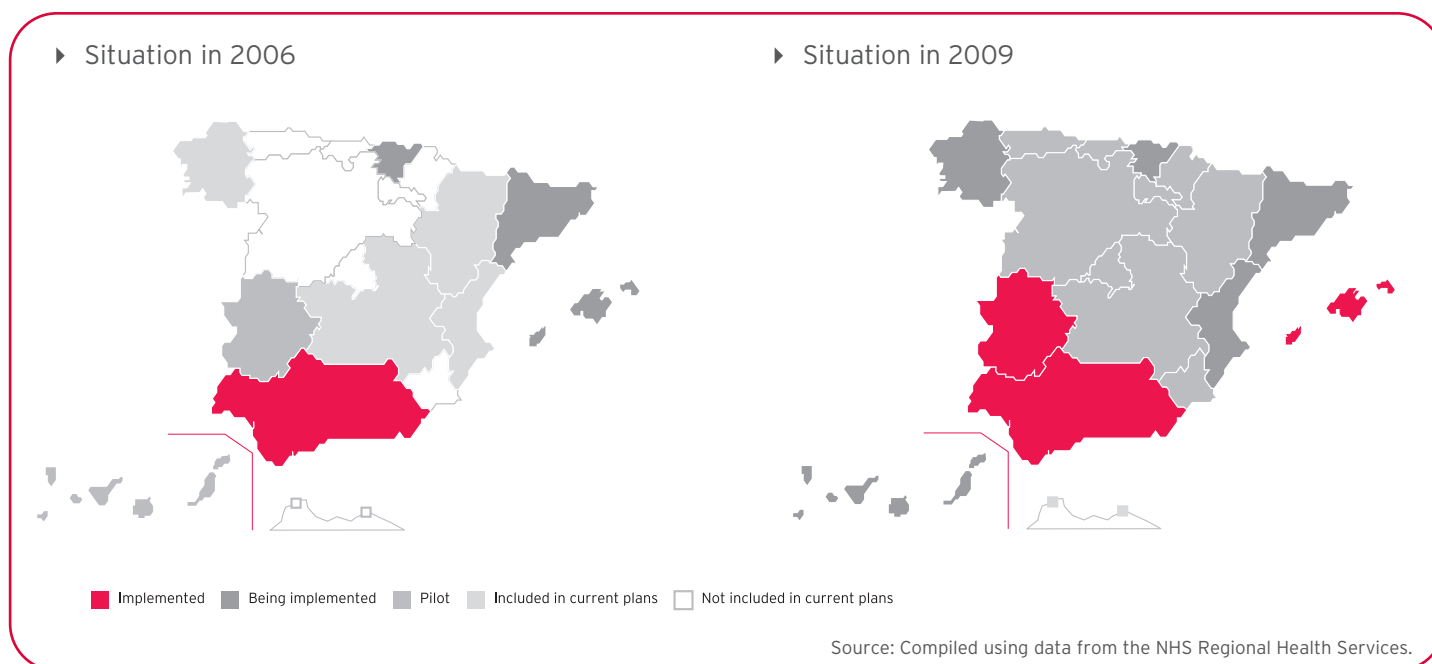 Situation in 2006
Situation in 2009
Implemented
Being implemented
Pilot
Included in current plans
Not included in current plans
Source: Compiled using data from the NHS Regional Health Services.